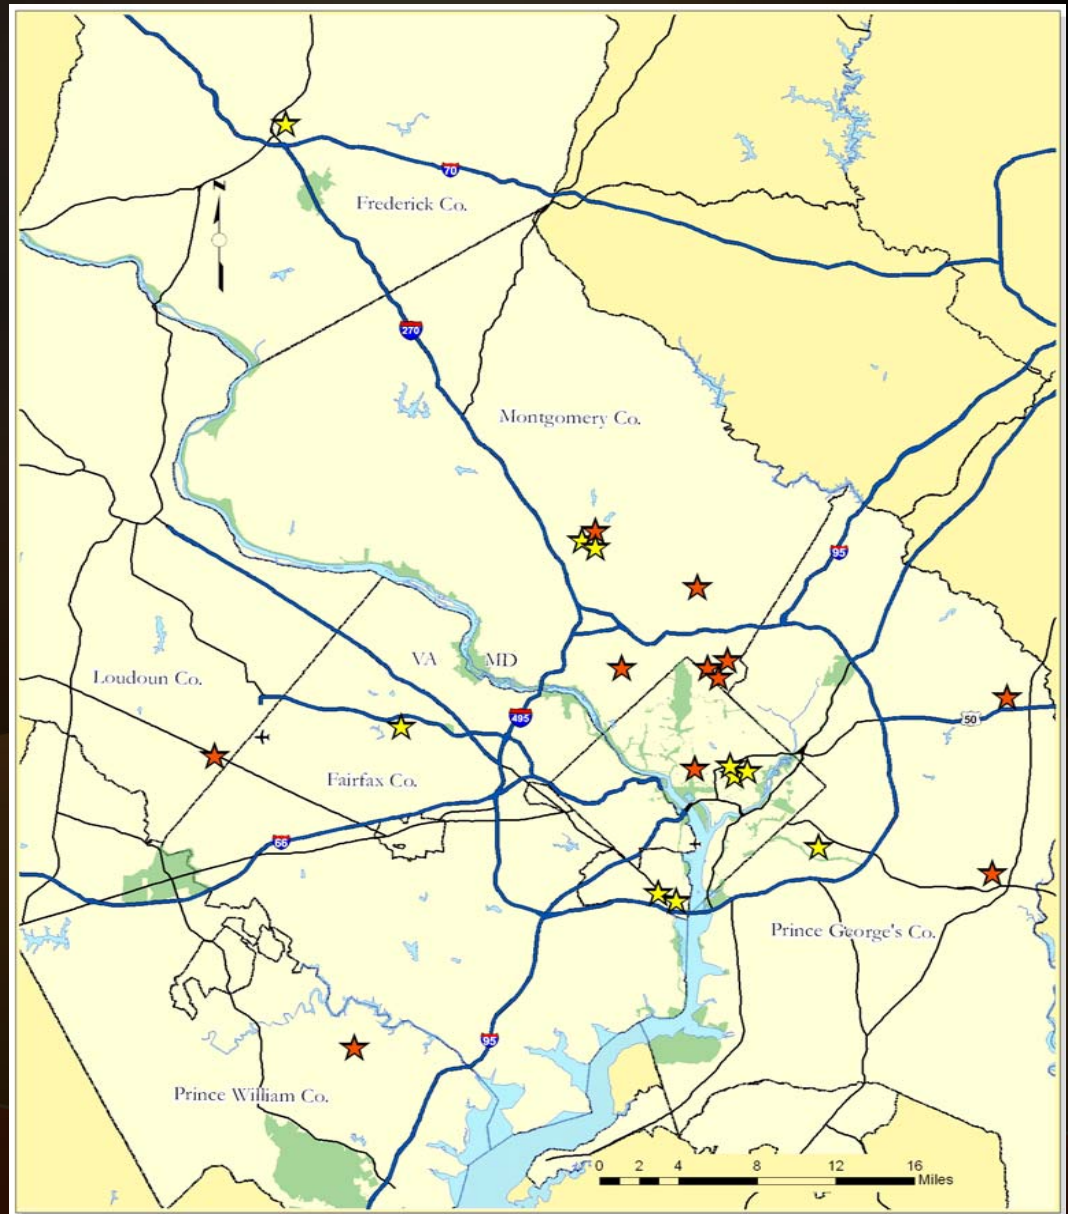 70
Frederick Co.
N
270
Montgomery Co.
95
VA MD
Loudoun Co.
495
50
Fairfax Co.
66
Prince George's Co.
95
Prince William Co.
0 2 4 8 12 16
Miles